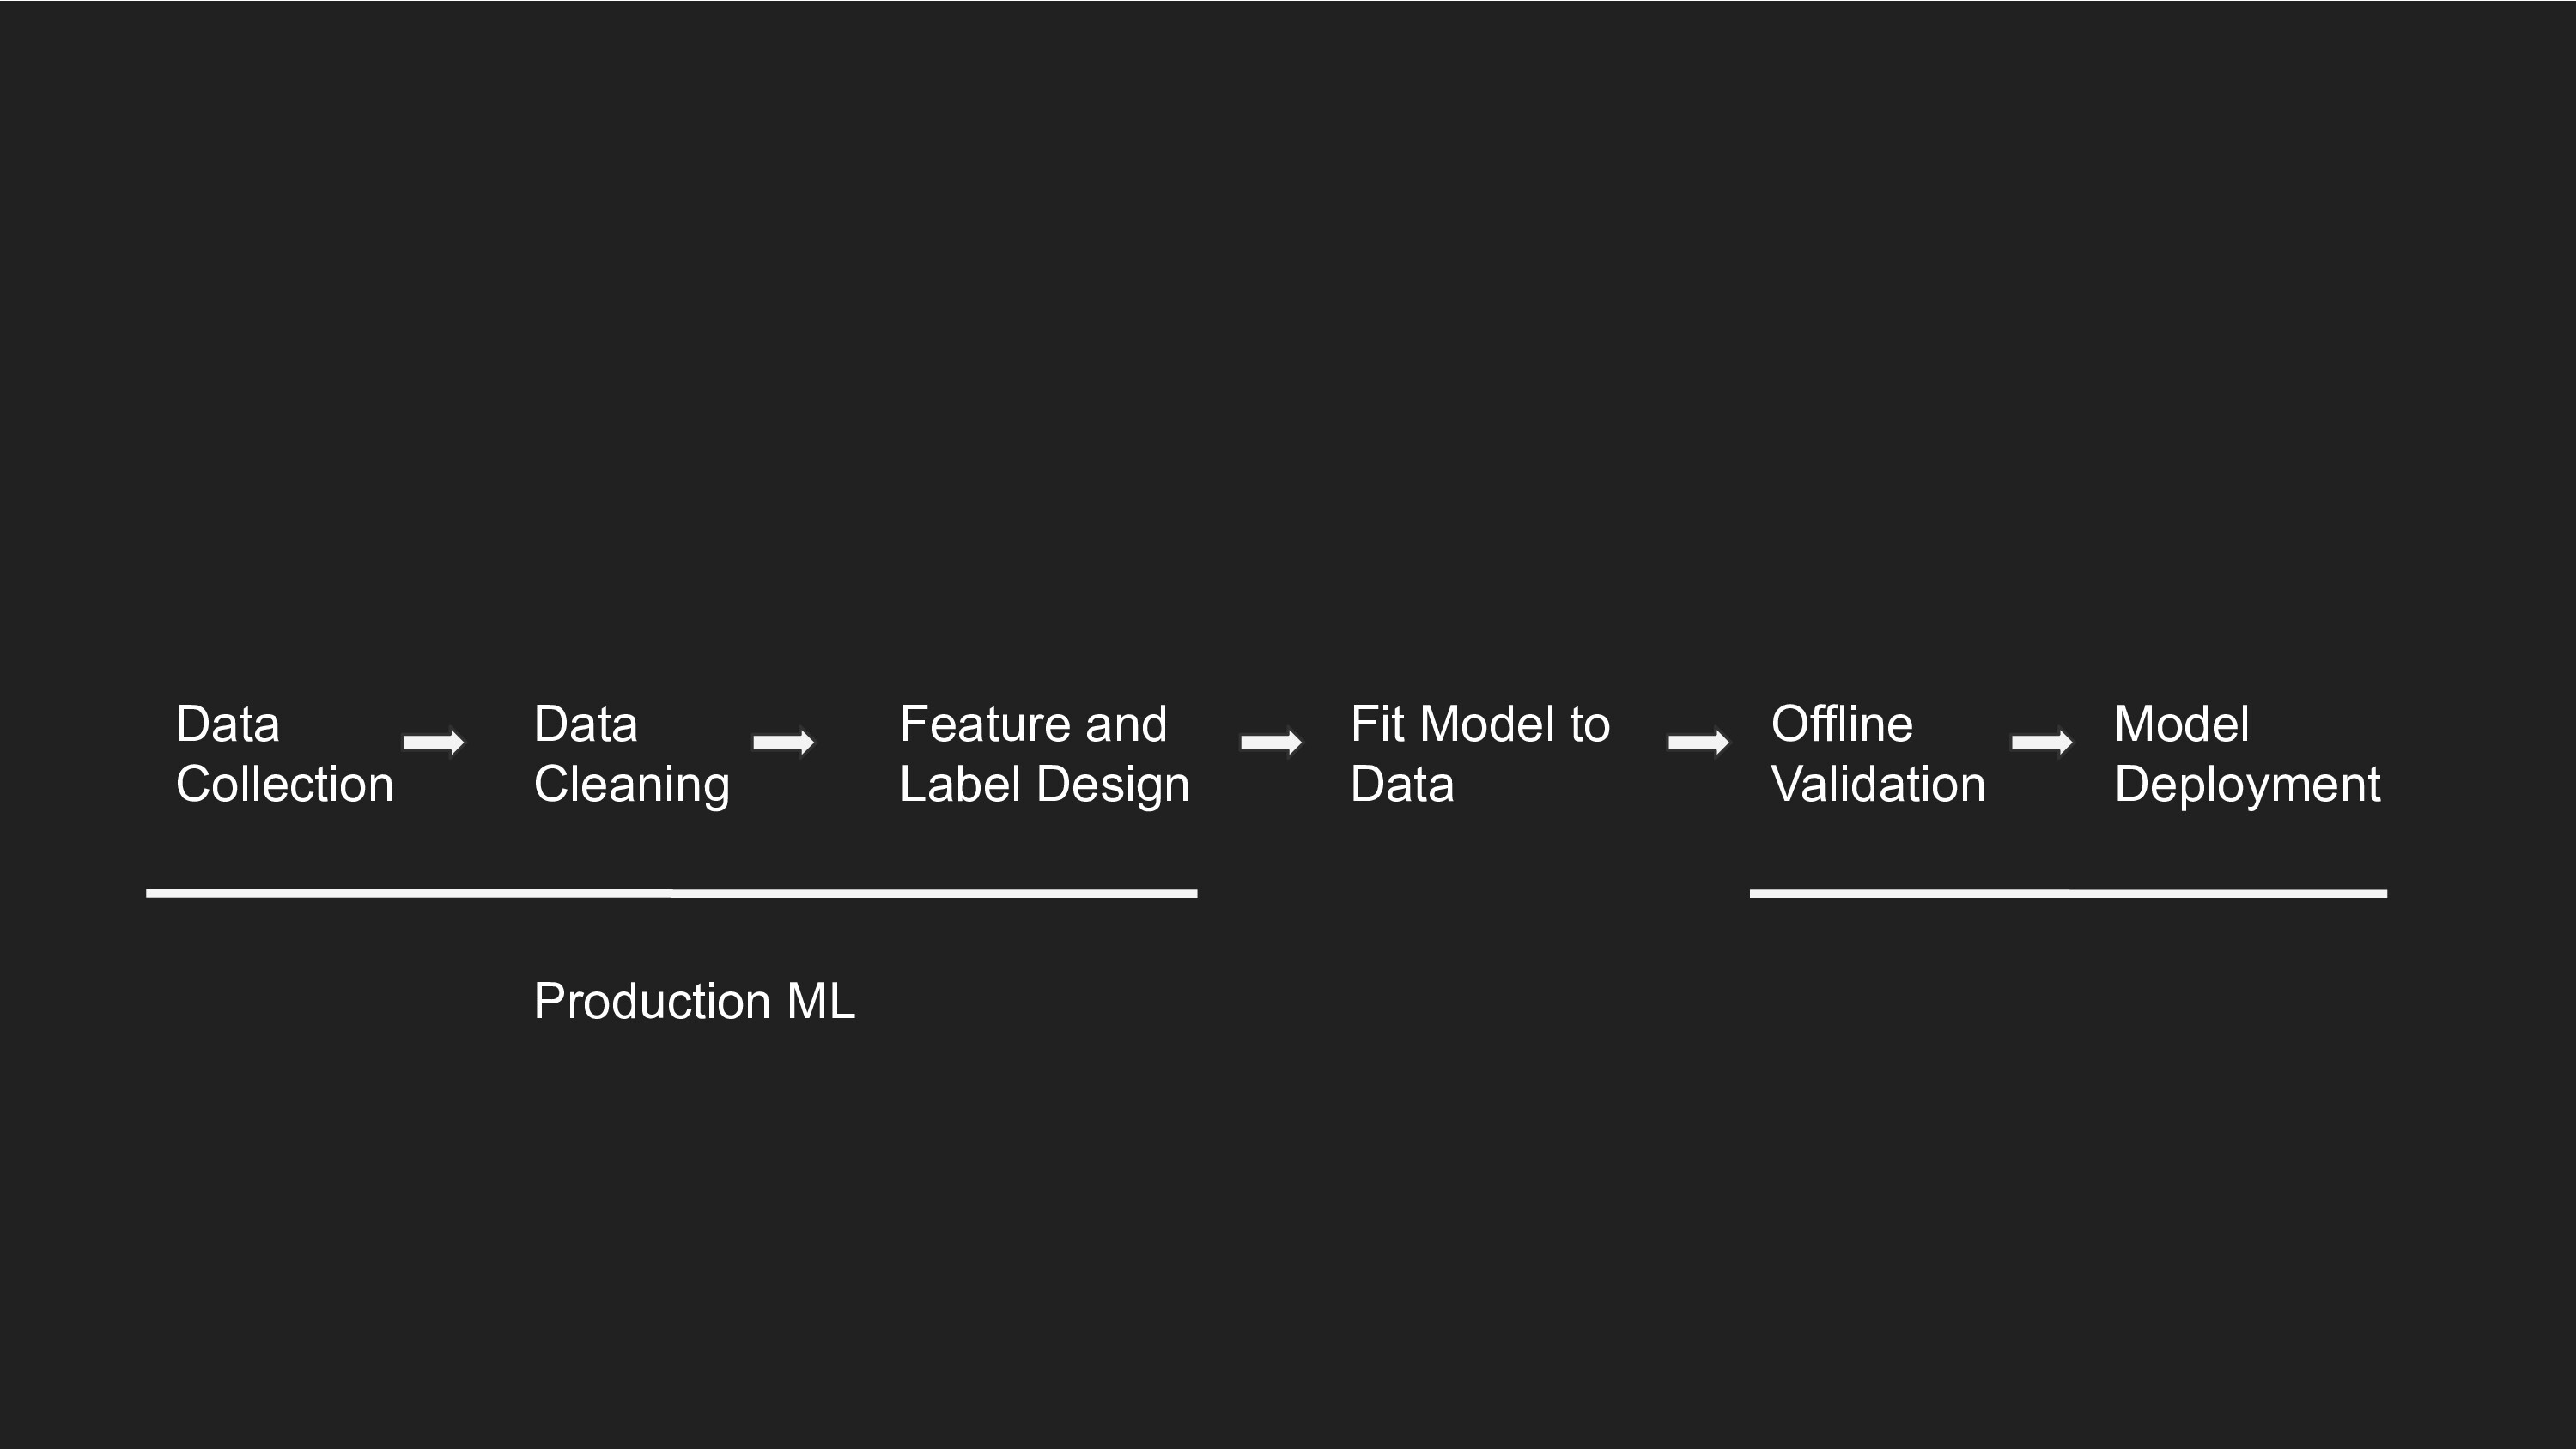 Data
Collection
Data
Cleaning
Feature and
Label Design
Fit Model to
Data
Offline
Validation
Model
Deployment
Production ML